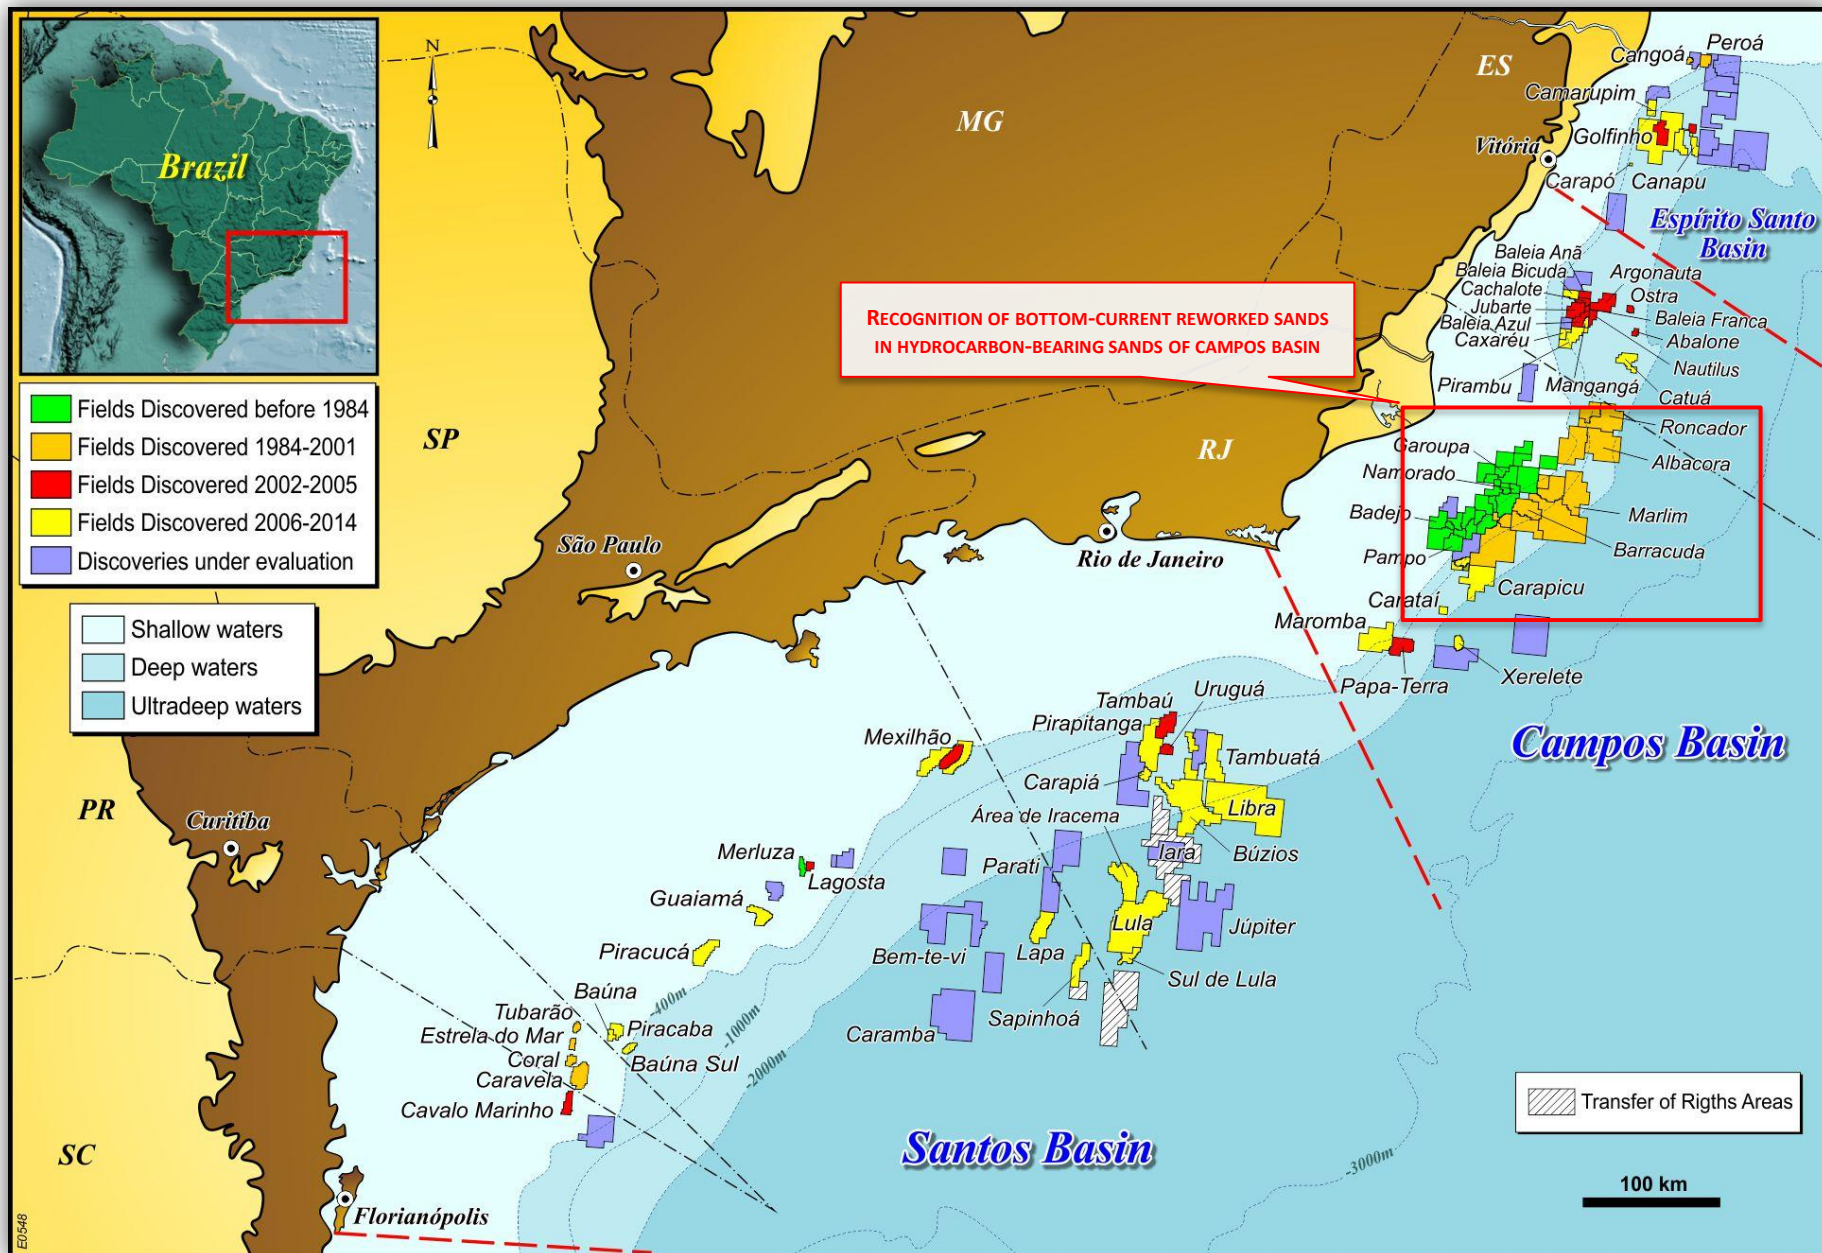 Brazil
N
Fields Discovered before 1984
Fields Discovered 1984-2001
Fields Discovered 2002-2005
Fields Discovered 2006-2014
Discoveries under evaluation
Shallow waters
Deep waters
Ultradeep waters
MG
ES
SP
RJ
PR
SC
Vitória
São Paulo
Rio de Janeiro
Curitiba
Florianópolis
RECOGNITION OF BOTTOM-CURRENT REWORKED SANDS
IN HYDROCARBON-BEARING SANDS OF CAMPOS BASIN
Cangoá
Peroá
Camarupim
Golfinho
Carapó
Canapu
Espírito Santo
Basin
Baleia Anã
Baleia Bicuda
Argonauta
Cachalote
Ostra
Jubarte
Baleia Azul
Baleia Franca
Caxaréu
Abalone
Nautilus
Pirambu
Mangangá
Catuá
Roncador
Garoupa
Albacora
Namorado
Badejo
Marlim
Barracuda
Pampo
Carapicu
Carataí
Maromba
Papa-Terra
Xerelete
Campos Basin
Uruguá
Tambaú
Pirapitanga
Mexilhão
Tambuatá
Carapiá
Libra
Área de Iracema
Merluza
Parati
Iara
Búzios
Lagosta
Guaiamá
Lula
Júpiter
Piracucá
Bem-te-vi
Lapa
Sul de Lula
Baúna
Tubarão
Sapinhoá
Piracaba
Caramba
Estrela do Mar
Coral
Baúna Sul
Caravela
Cavalo Marinho
-400m
-1000m
-2000m
-3000m
Santos Basin
Transfer of Rigths Areas
100 km
E0548